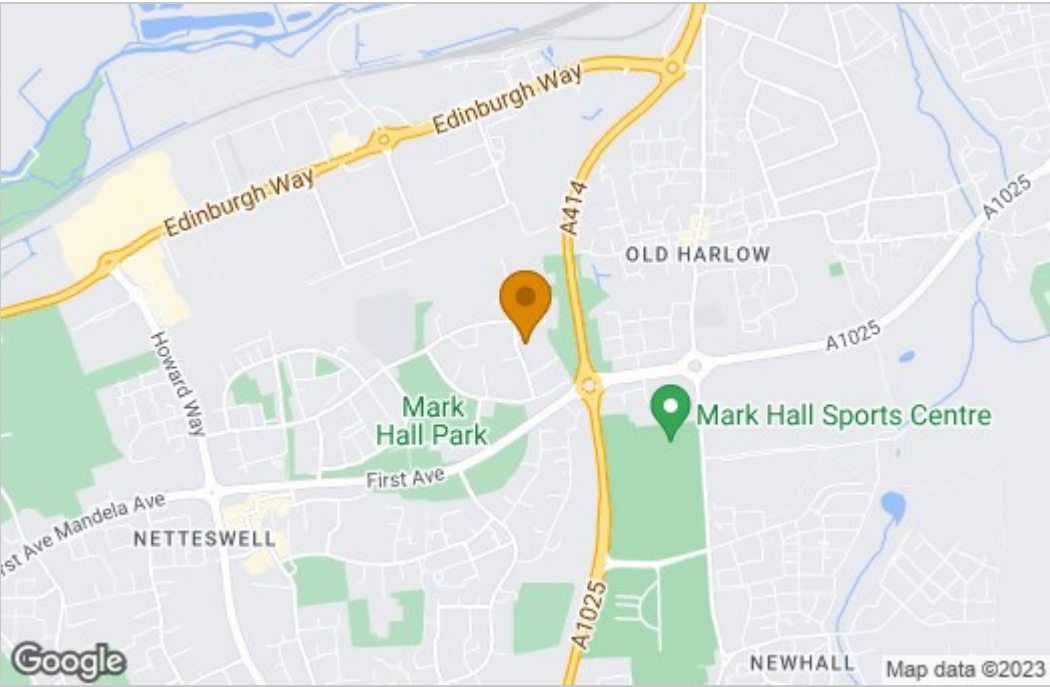 Edinburgh Way
Edinburgh Way
A414
A1025
OLD HARLOW
Howard Way
A1025
Mark
Hall Park
Mark Hall Sports Centre
First Ave
rst Ave Mandela Ave
NETTESWELL
A1025
NEWHALL
Google
Map data ©2023